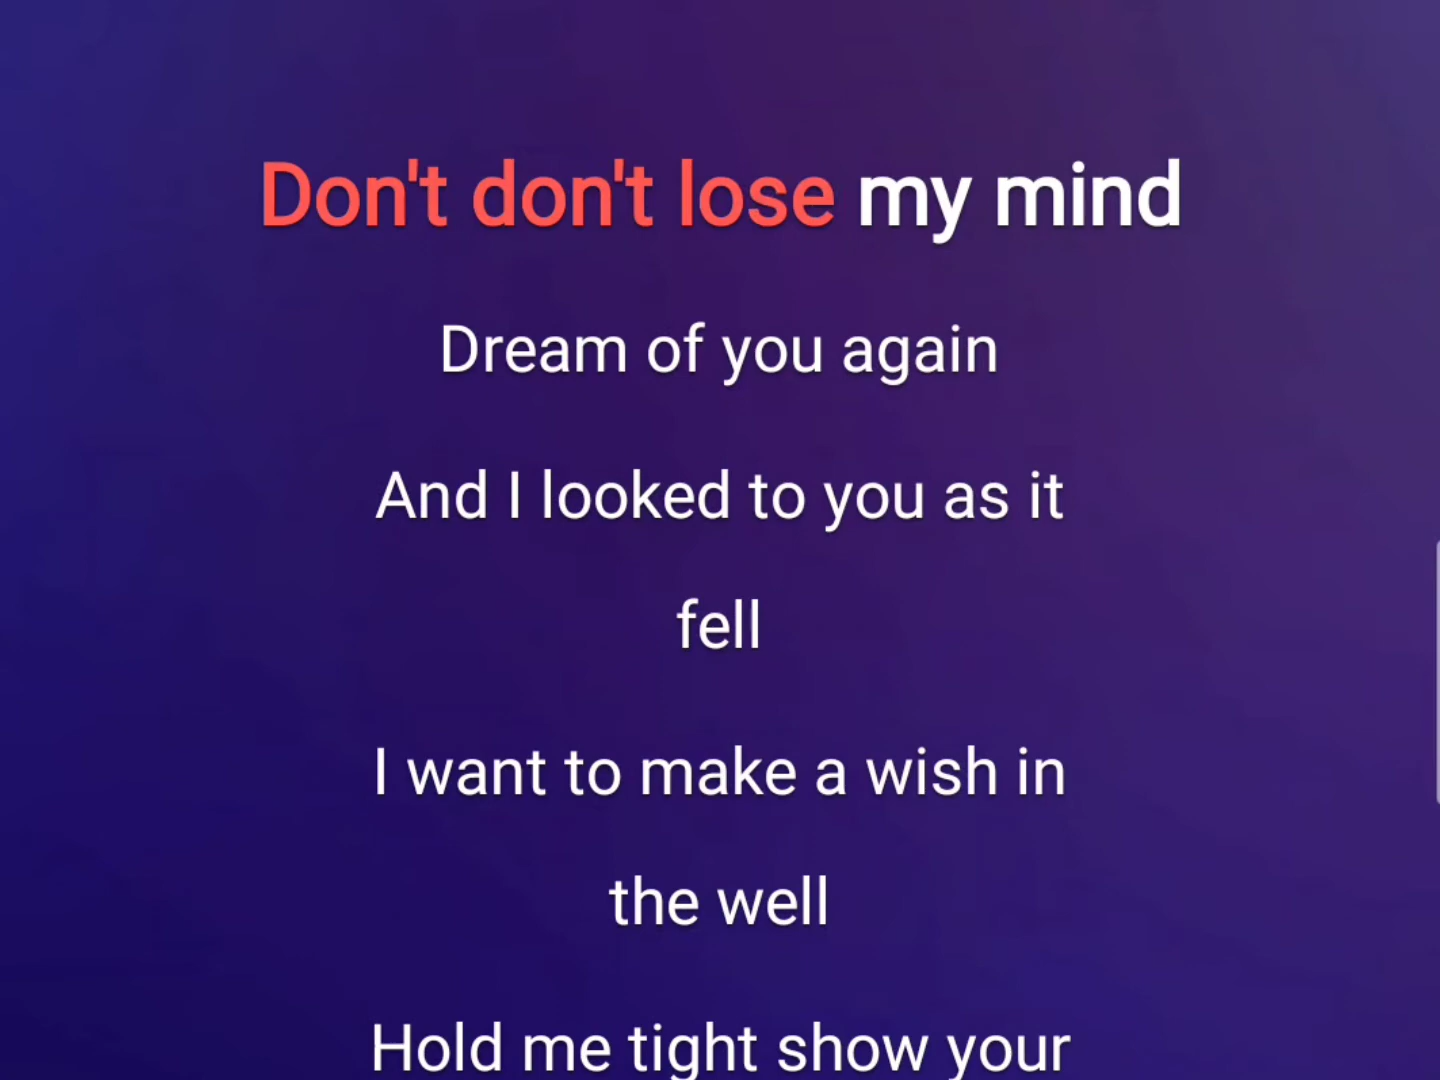 Don't don't lose my mind
Dream of you again
And I looked to you as it
fell
I want to make a wish in
the well
Hold me tight show your